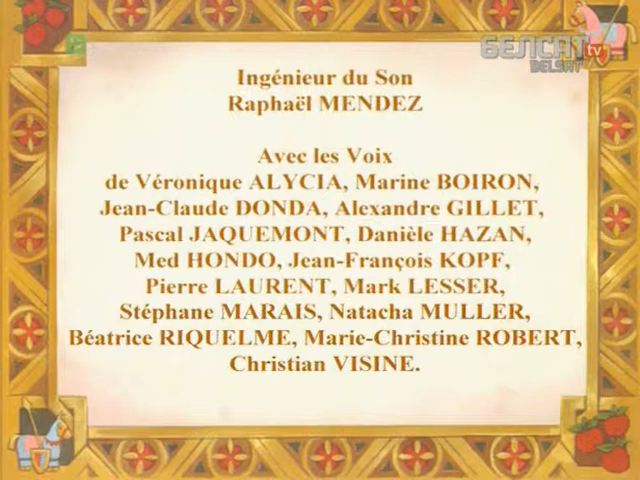 БЕЛСАТ tv
BELSAT
Ingénieur du Son
Raphaël MENDEZ
Avec les Voix
de Véronique ALYCIA, Marine BOIRON,
Jean-Claude DONDA, Alexandre GILLET,
Pascal JAQUEMONT, Danièle HAZAN,
Med HONDO, Jean-François KOPF,
Pierre LAURENT, Mark LESSER,
Stéphane MARAIS, Natacha MULLER,
Béatrice RIQUELME, Marie-Christine ROBERT,
Christian VISINE.